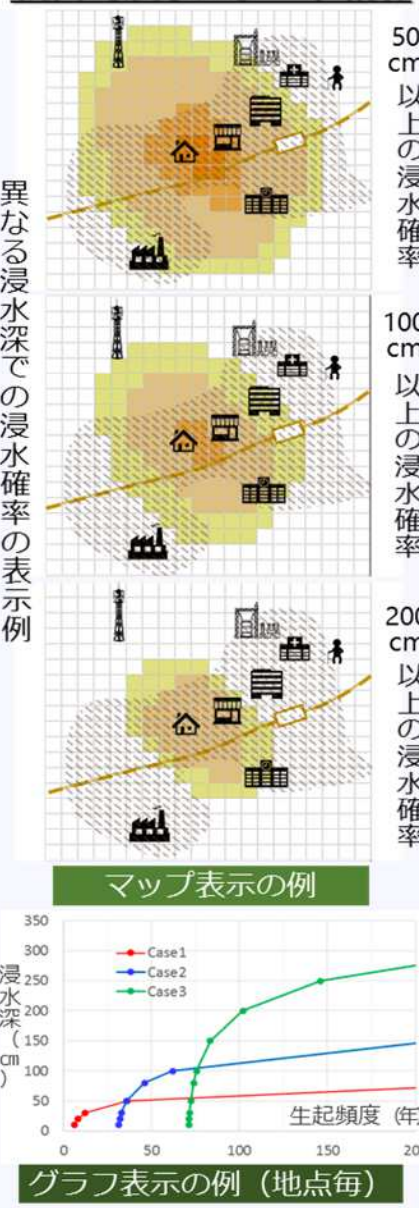 異なる浸水深での浸水確率の表示例
50
cm
以上の浸水確率
100
cm
以上の浸水確率
200
cm
以上の浸水確率
マップ表示の例
浸水深(cm)
350
300
250
200
150
100
50
0
Case1
Case2
Case3
生起頻度 (年)
0
50
100
150
グラフ表示の例(地点毎)